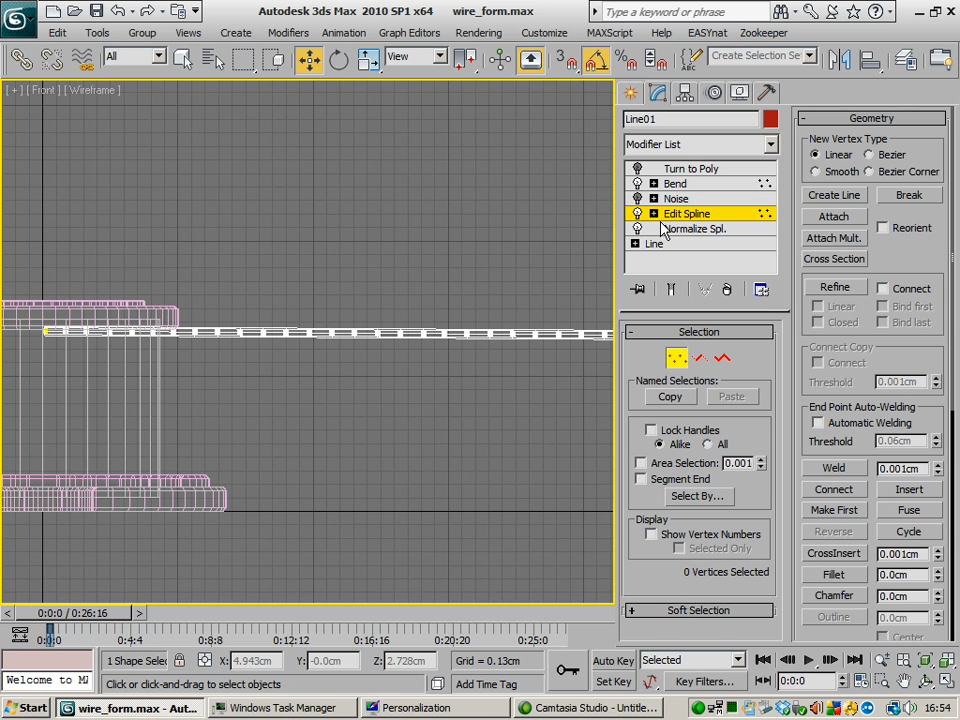 Autodesk 3ds Max 2010 SP1 x64 wire_form.max
Type a keyword or phrase
Edit Tools Group Views Create Modifiers Animation Graph Editors Rendering Customize MAXScript Help EASYnat Zookeeper
All View 3 Create Selection Se
[ + ] [ Front ] [ Wireframe ]
Line01
Modifier List
Turn to Poly
Bend
Noise
Edit Spline
Normalize Spl.
Line
Selection
Named Selections:
Copy Paste
Lock Handles
Alike All
Area Selection: 0.001
Segment End
Select By...
Display
Show Vertex Numbers
Selected Only
0 Vertices Selected
Soft Selection
Geometry
New Vertex Type
Linear Bezier
Smooth Bezier Corner
Create Line Break
Attach
Reorient
Attach Mult.
Cross Section
Refine Connect
Linear Bind first
Closed Bind last
Connect Copy
Connect
Threshold 0.001cm
End Point Auto-Welding
Automatic Welding
Threshold 0.06cm
Weld 0.001cm
Connect Insert
Make First Fuse
Reverse Cycle
CrossInsert 0.001cm
Fillet 0.0cm
Chamfer 0.0cm
Outline 0.0cm
Center
< 0:0:0 / 0:26:16 >
0:0:0 0:4:4 0:8:8 0:12:12 0:16:16 0:20:20 0:25:0
1 Shape Selec X: 4.943cm Y: -0.0cm Z: 2.728cm Grid = 0.13cm Auto Key Selected
Welcome to MA Click or click-and-drag to select objects Add Time Tag Set Key Key Filters... 0:0:0
Start wire_form.max - Aut... Windows Task Manager Personalization Camtasia Studio - Untitle... 16:54